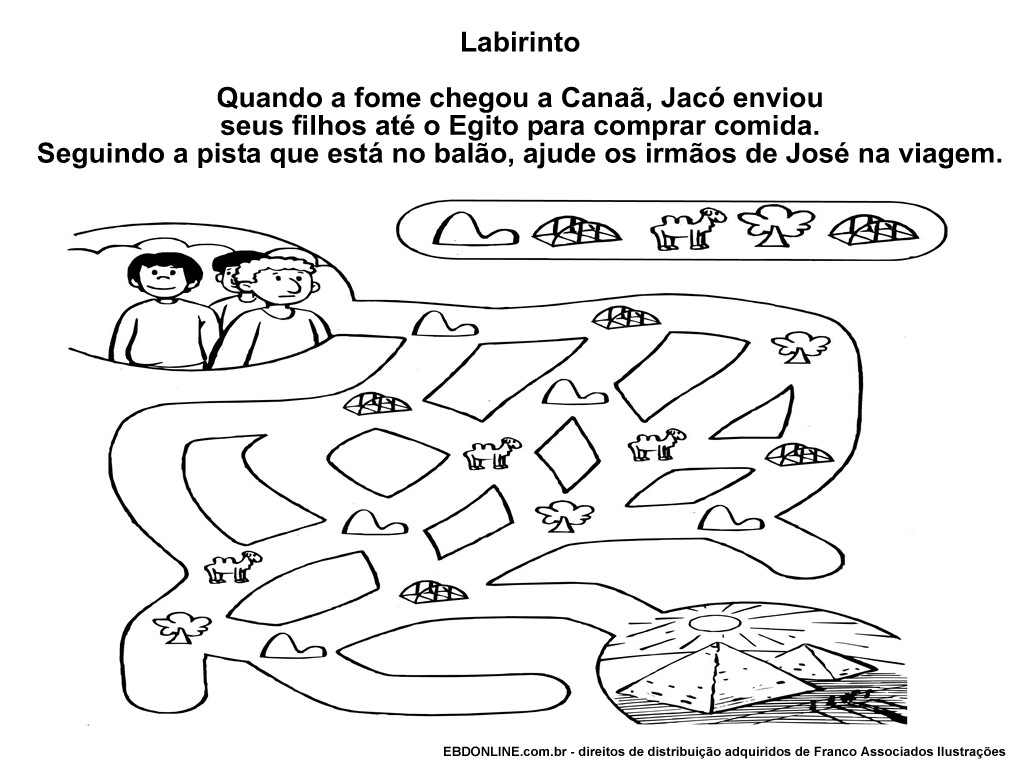 Labirinto
Quando a fome chegou a Canaã, Jacó enviou
seus filhos até o Egito para comprar comida.
Seguindo a pista que está no balão, ajude os irmãos de José na viagem.
EBDONLINE.com.br - direitos de distribuição adquiridos de Franco Associados Ilustrações